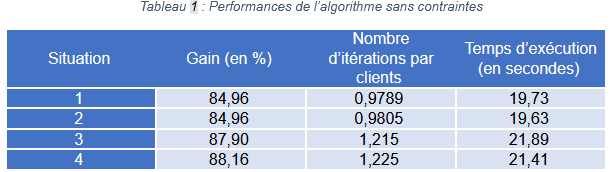 Tableau 1 : Performances de l’algorithme sans contraintes
Situation Gain (en %) Nombre d’itérations par clients Temps d’exécution (en secondes)
1 84,96 0,9789 19,73
2 84,96 0,9805 19,63
3 87,90 1,215 21,89
4 88,16 1,225 21,41